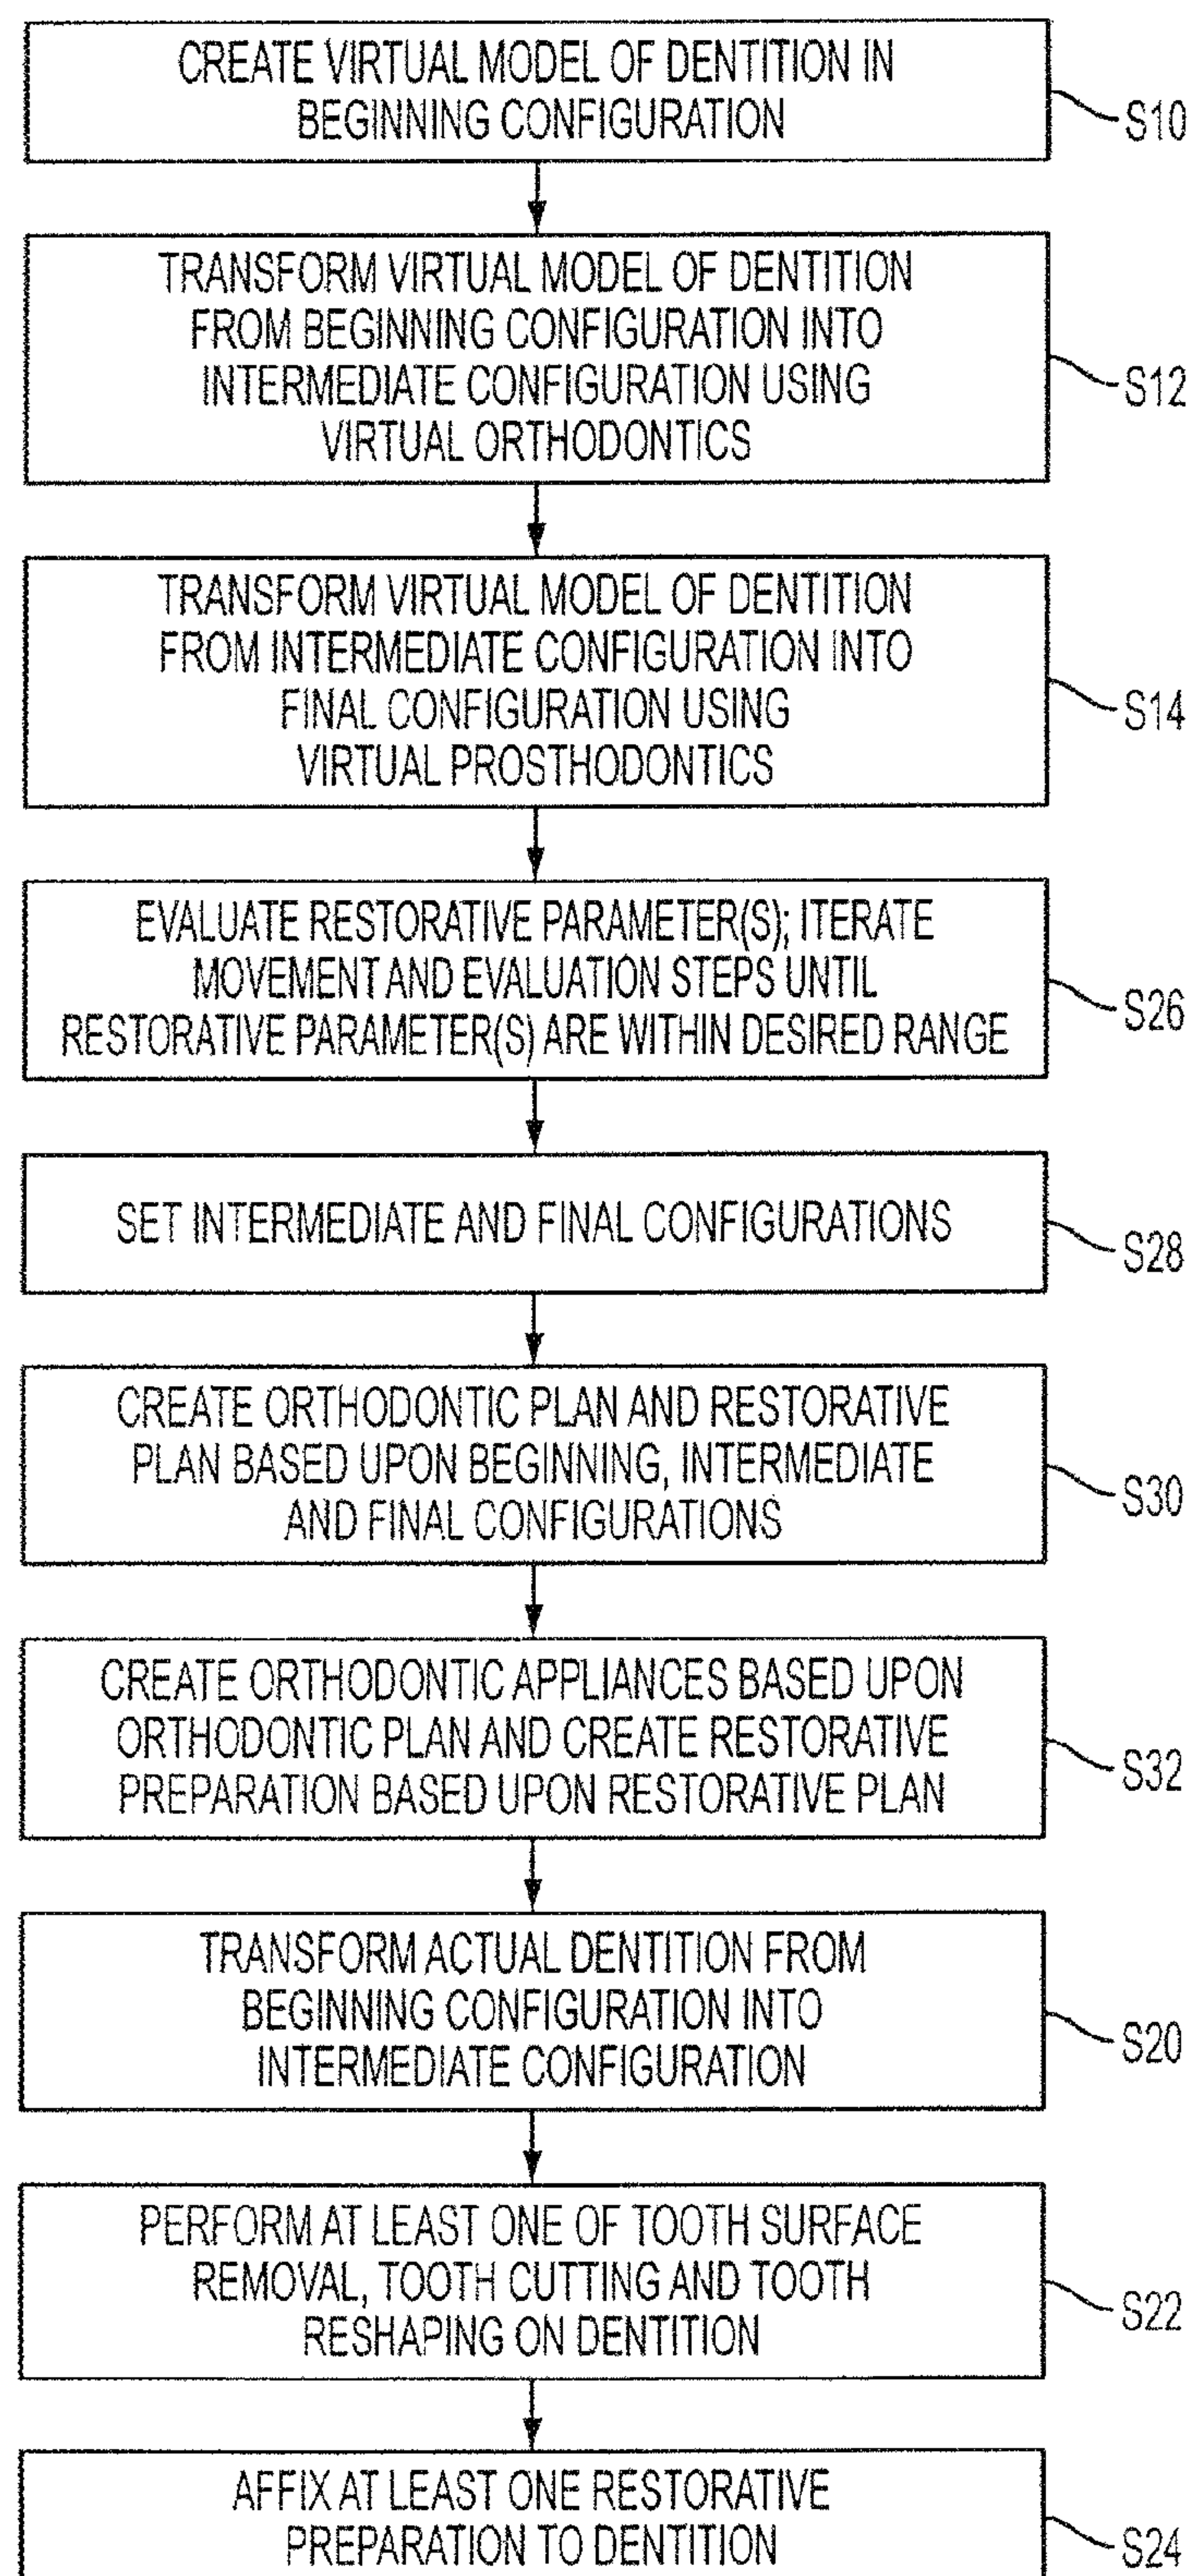 CREATE VIRTUAL MODEL OF DENTITION IN
BEGINNING CONFIGURATION
S10
TRANSFORM VIRTUAL MODEL OF DENTITION
FROM BEGINNING CONFIGURATION INTO
INTERMEDIATE CONFIGURATION USING
VIRTUAL ORTHODONTICS
S12
TRANSFORM VIRTUAL MODEL OF DENTITION
FROM INTERMEDIATE CONFIGURATION INTO
FINAL CONFIGURATION USING
VIRTUAL PROSTHODONTICS
S14
EVALUATE RESTORATIVE PARAMETER(S); ITERATE
MOVEMENT AND EVALUATION STEPS UNTIL
RESTORATIVE PARAMETER(S) ARE WITHIN DESIRED RANGE
S26
SET INTERMEDIATE AND FINAL CONFIGURATIONS
S28
CREATE ORTHODONTIC PLAN AND RESTORATIVE
PLAN BASED UPON BEGINNING, INTERMEDIATE
AND FINAL CONFIGURATIONS
S30
CREATE ORTHODONTIC APPLIANCES BASED UPON
ORTHODONTIC PLAN AND CREATE RESTORATIVE
PREPARATION BASED UPON RESTORATIVE PLAN
S32
TRANSFORM ACTUAL DENTITION FROM
BEGINNING CONFIGURATION INTO
INTERMEDIATE CONFIGURATION
S20
PERFORM AT LEAST ONE OF TOOTH SURFACE
REMOVAL, TOOTH CUTTING AND TOOTH
RESHAPING ON DENTITION
S22
AFFIX AT LEAST ONE RESTORATIVE
PREPARATION TO DENTITION
S24